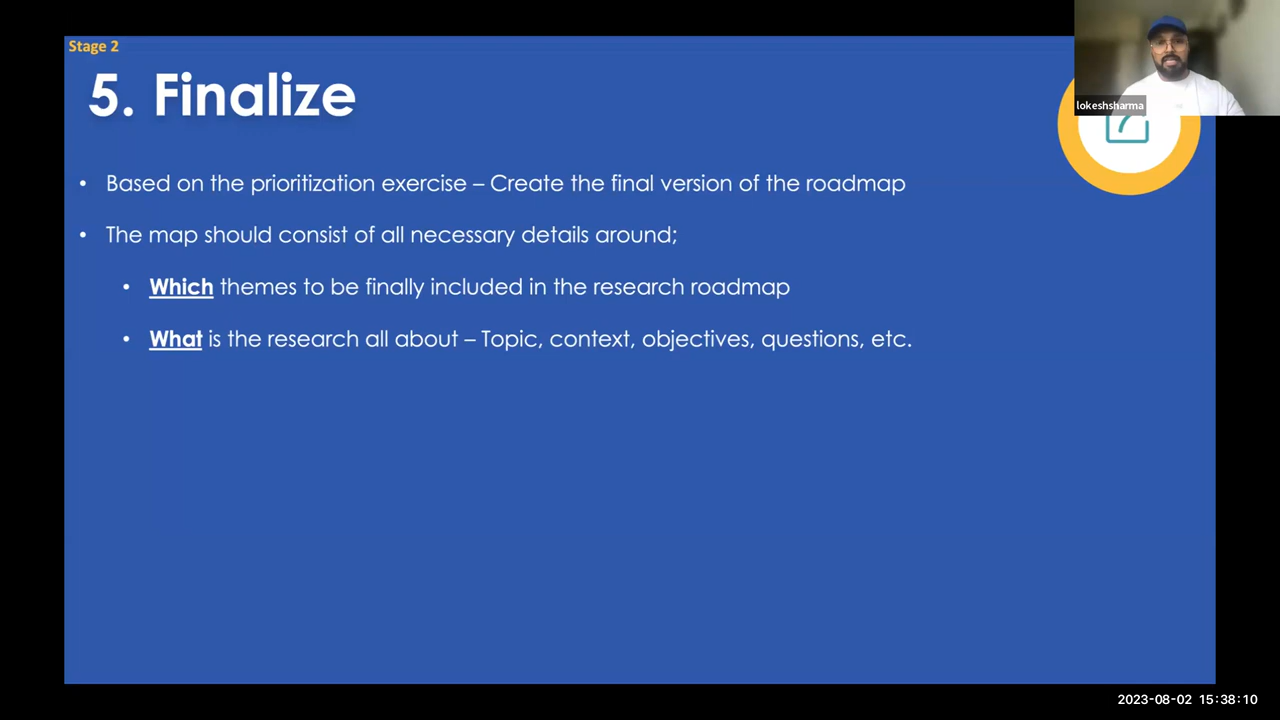 Stage 2
5. Finalize
lokeshsharma
• Based on the prioritization exercise – Create the final version of the roadmap
• The map should consist of all necessary details around;
• Which themes to be finally included in the research roadmap
• What is the research all about – Topic, context, objectives, questions, etc.
2023-08-02 15:38:10